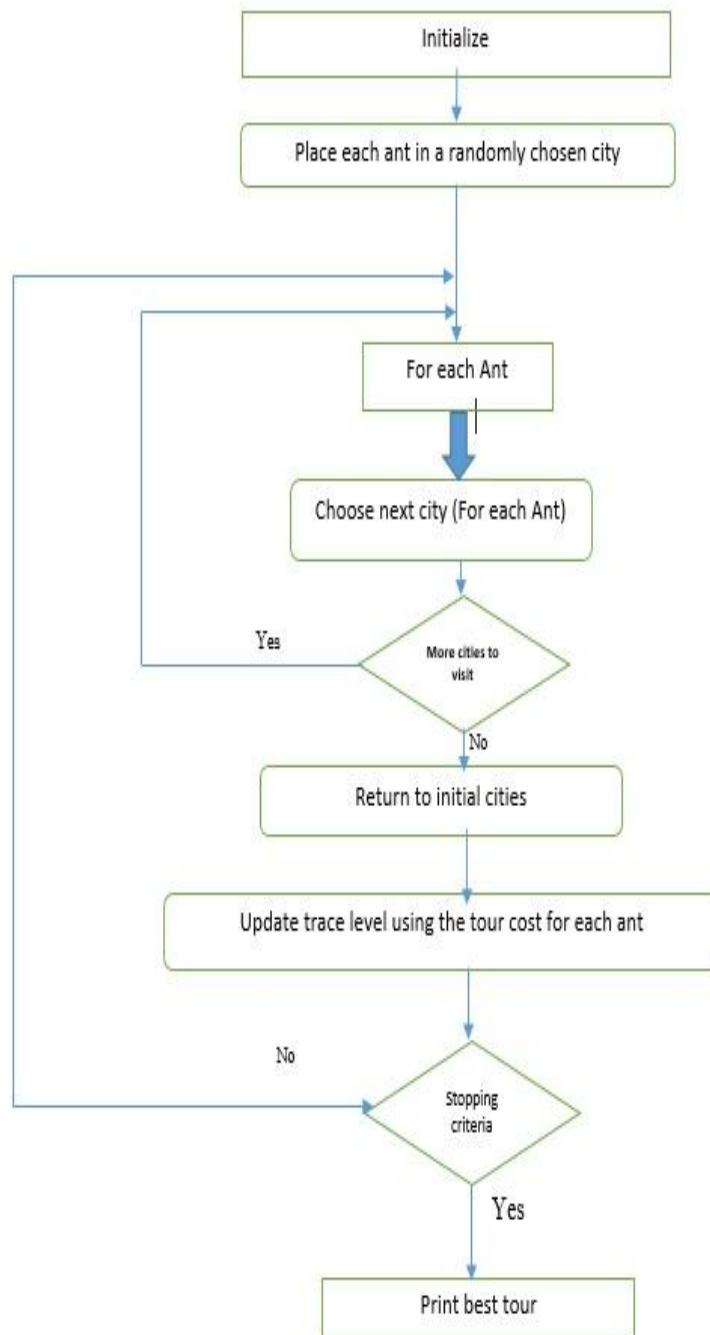 Initialize
Place each ant in a randomly chosen city
For each Ant
Choose next city (For each Ant)
Yes
More cities to
visit
No
Return to initial cities
Update trace level using the tour cost for each ant
No
Stopping
criteria
Yes
Print best tour